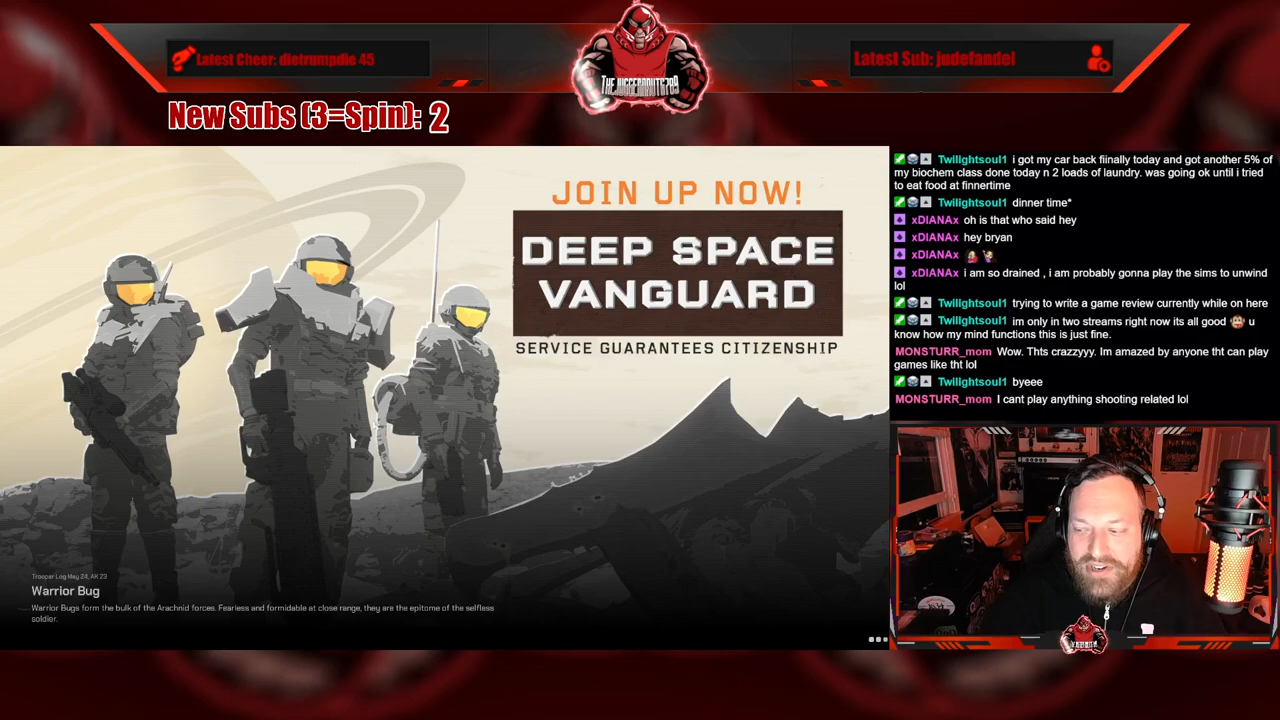 Latest Cheer: dietrumpdie 45
THEJUGGERNAUT6789
Latest Sub: judefandel
New Subs (3=Spin): 2
JOIN UP NOW!
DEEP SPACE
VANGUARD
SERVICE GUARANTEES CITIZENSHIP
Trooper Log May 24, AK 23
Warrior Bug
Warrior Bugs form the bulk of the Arachnid forces. Fearless and formidable at close range, they are the epitome of the selfless
soldier.
Twilightsoul1 i got my car back fiinally today and got another 5% of
my biochem class done today n 2 loads of laundry. was going ok until i tried
to eat food at finnertime
Twilightsoul1 dinner time*
xDIANAx oh is that who said hey
xDIANAx hey bryan
xDIANAx
xDIANAx i am so drained , i am probably gonna play the sims to unwind
lol
Twilightsoul1 trying to write a game review currently while on here
Twilightsoul1 im only in two streams right now its all good u
know how my mind functions this is just fine.
MONSTURR_mom Wow. Thts crazzyyy. Im amazed by anyone tht can play
games like tht lol
Twilightsoul1 byeee
MONSTURR_mom I cant play anything shooting related lol